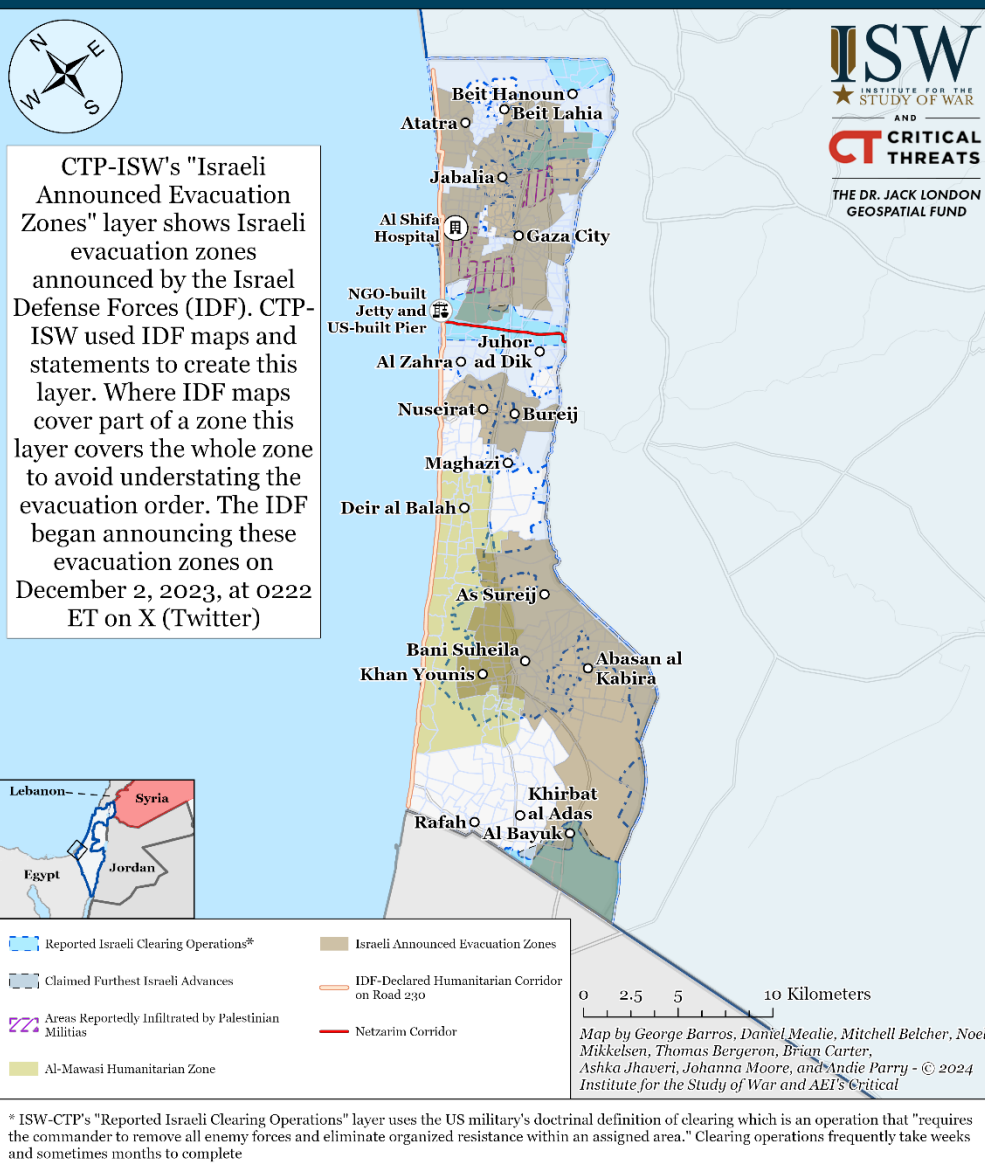 N
E
W
S
ISW
INSTITUTE FOR THE
STUDY OF WAR
AND
CT CRITICAL
THREATS
THE DR. JACK LONDON
GEOSPATIAL FUND
CTP-ISW's "Israeli
Announced Evacuation
Zones" layer shows Israeli
evacuation zones
announced by the Israel
Defense Forces (IDF). CTP-
ISW used IDF maps and
statements to create this
layer. Where IDF maps
cover part of a zone this
layer covers the whole zone
to avoid understating the
evacuation order. The IDF
began announcing these
evacuation zones on
December 2, 2023, at 0222
ET on X (Twitter)
Beit Hanoun
Beit Lahia
Atatra
Jabalia
Al Shifa
Hospital
Gaza City
NGO-built
Jetty and
US-built Pier
Juhor
ad Dik
Al Zahra
Nuseirat
Bureij
Maghazi
Deir al Balah
As Sureij
Bani Suheila
Abasan al
Kabira
Khan Younis
Khirbat
al Adas
Rafah
Al Bayuk
Lebanon
Syria
Jordan
Egypt
Reported Israeli Clearing Operations*
Claimed Furthest Israeli Advances
Areas Reportedly Infiltrated by Palestinian
Militias
Al-Mawasi Humanitarian Zone
Israeli Announced Evacuation Zones
IDF-Declared Humanitarian Corridor
on Road 230
Netzarim Corridor
0 2.5 5 10 Kilometers
Map by George Barros, Daniel Mealie, Mitchell Belcher, Noel
Mikkelsen, Thomas Bergeron, Brian Carter,
Ashka Jhaveri, Johanna Moore, and Andie Parry - © 2024
Institute for the Study of War and AEI's Critical
* ISW-CTP's "Reported Israeli Clearing Operations" layer uses the US military's doctrinal definition of clearing which is an operation that "requires
the commander to remove all enemy forces and eliminate organized resistance within an assigned area." Clearing operations frequently take weeks
and sometimes months to complete